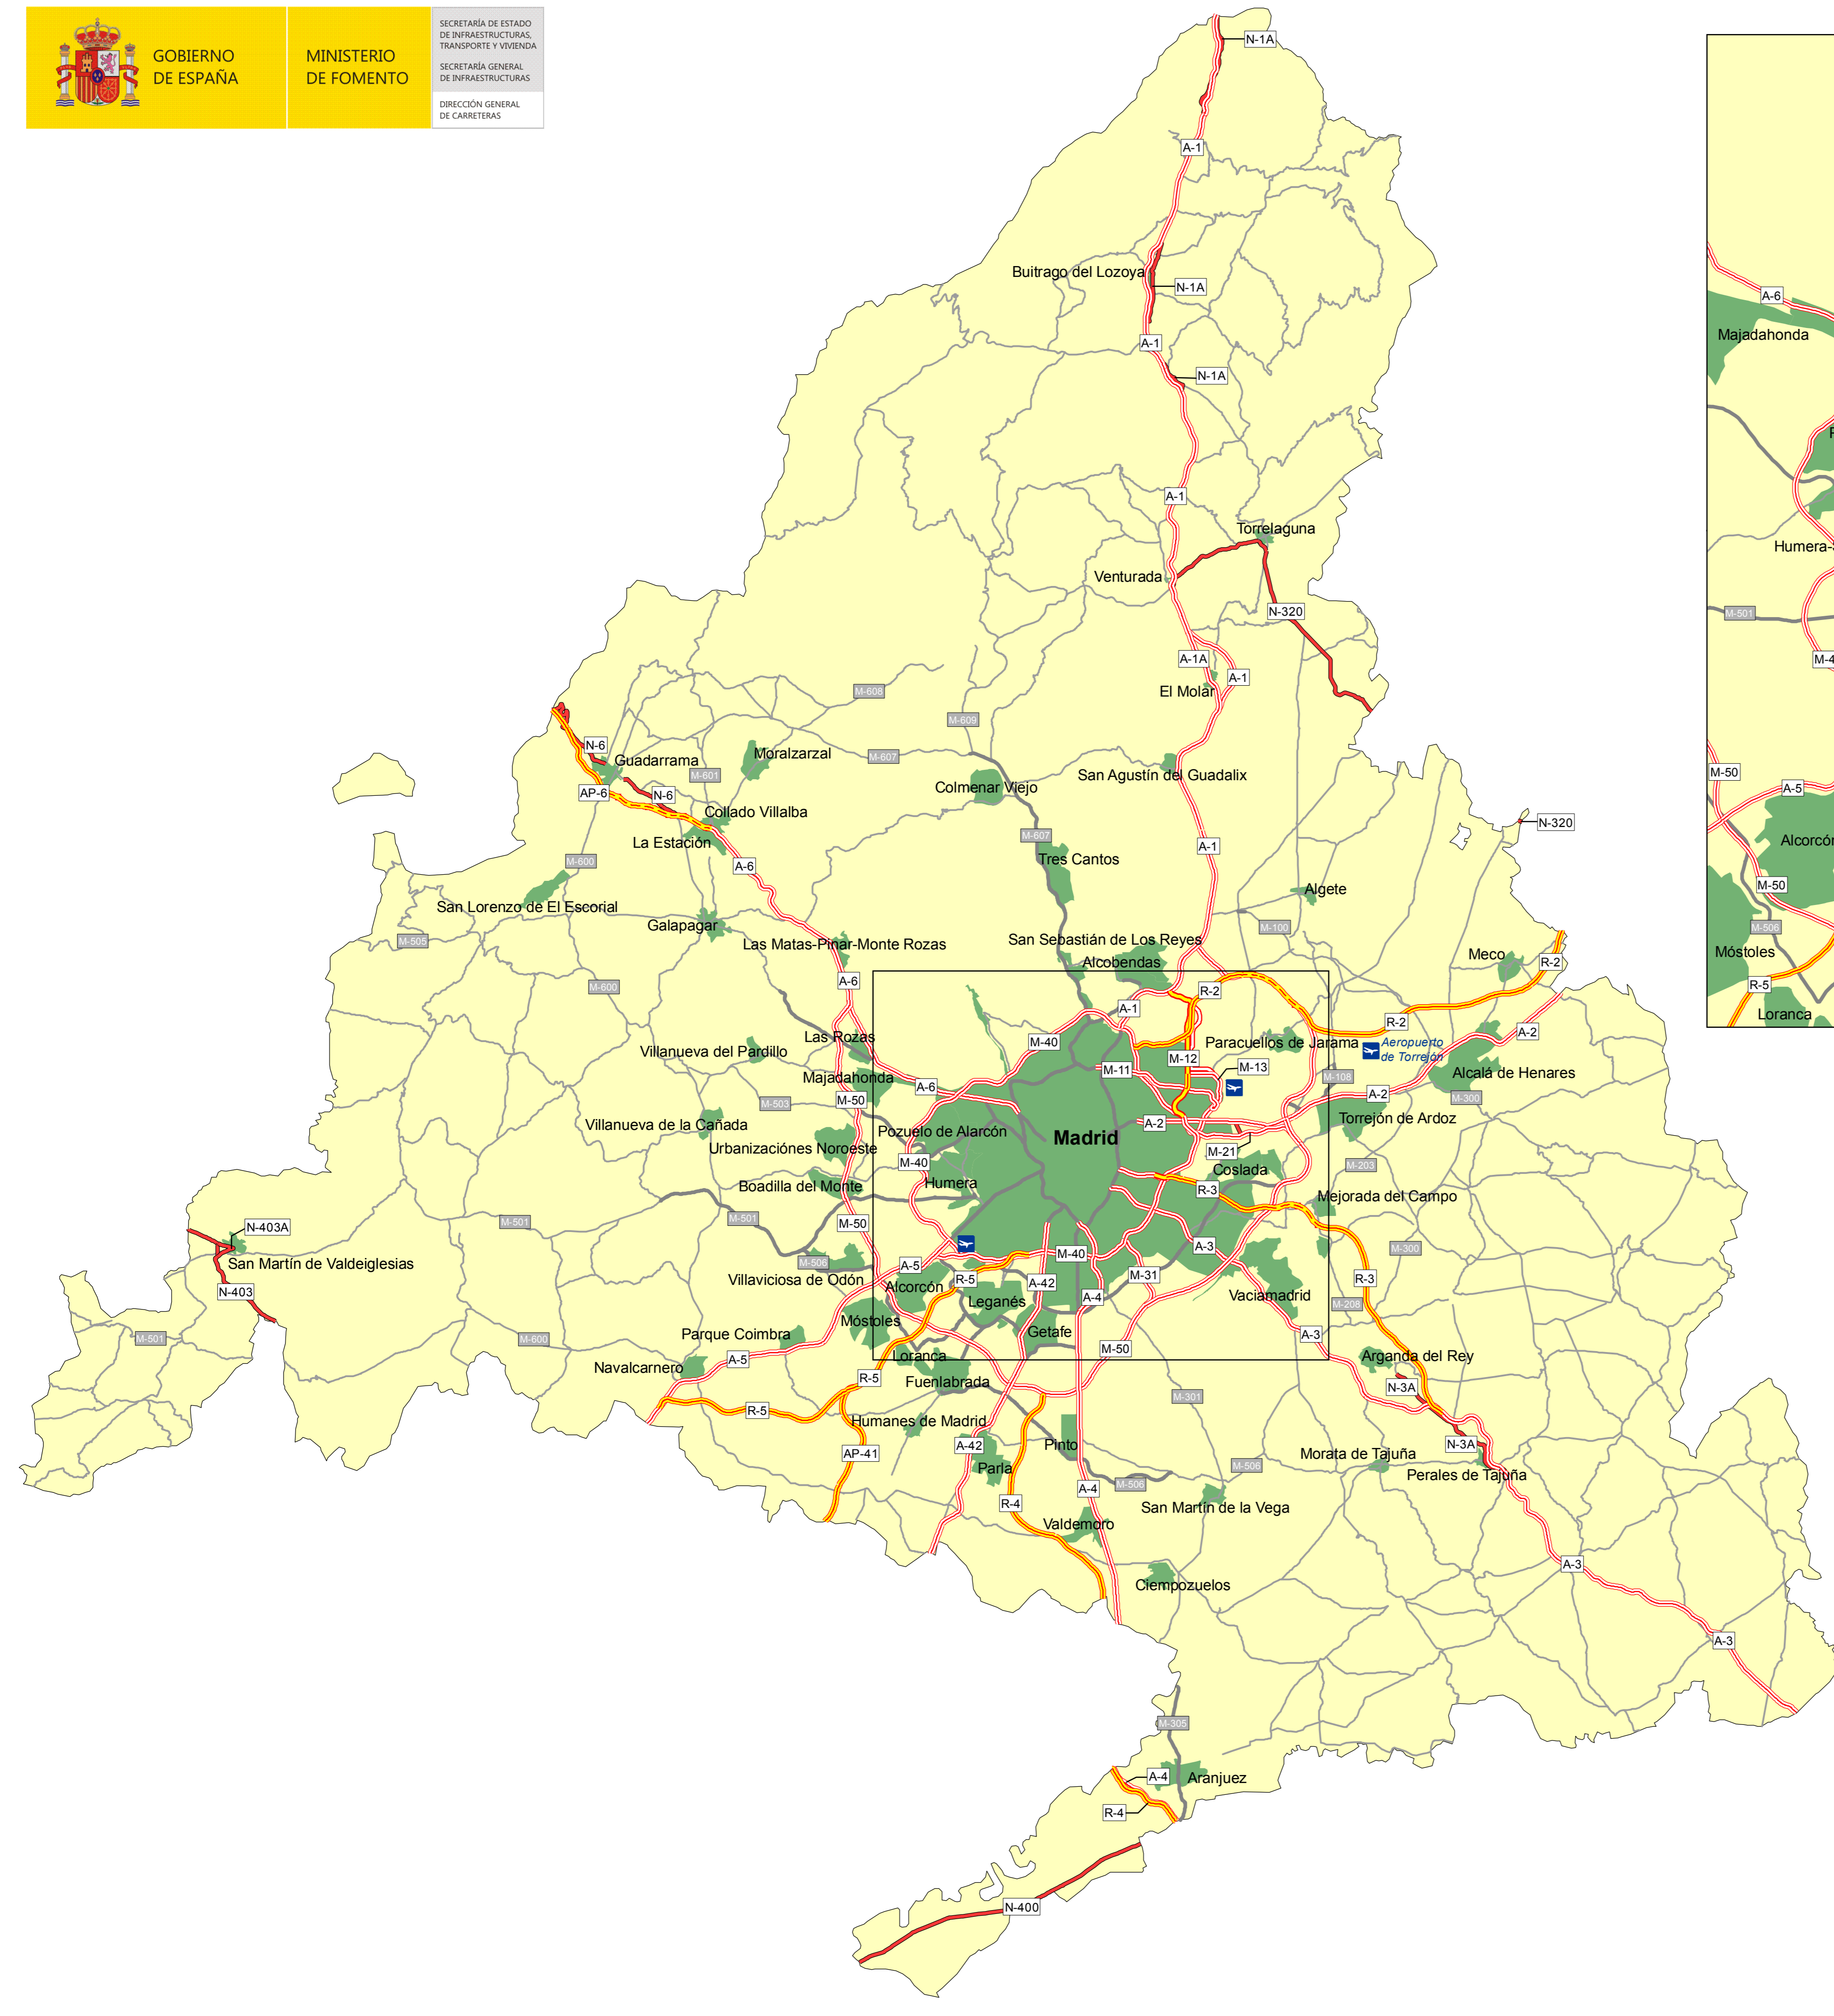 GOBIERNO
DE ESPAÑA
MINISTERIO
DE FOMENTO
SECRETARÍA DE ESTADO
DE INFRAESTRUCTURAS,
TRANSPORTE Y VIVIENDA
SECRETARÍA GENERAL
DE INFRAESTRUCTURAS
DIRECCIÓN GENERAL
DE CARRETERAS
N-1A
A-1
Buitrago del Lozoya
N-1A
A-1
N-1A
A-1
Torrelaguna
Venturada
N-320
A-1A
A-1
El Molar
M-608
M-609
N-6
Guadarrama
Moralzarzal
M-607
M-601
San Agustín del Guadalix
Colmenar Viejo
AP-6
N-6
Collado Villalba
N-320
La Estación
M-607
A-1
Tres Cantos
M-600
A-6
Algete
San Lorenzo de El Escorial
Galapagar
M-100
M-505
Las Matas-Pinar-Monte Rozas
San Sebastián de Los Reyes
Meco
Alcobendas
R-2
A-6
M-600
R-2
A-1
R-2
A-2
Las Rozas
M-40
Paracuellos de Jarama
Aeropuerto
de Torrejón
Villanueva del Pardillo
M-12
M-13
M-11
Majadahonda
M-108
Alcalá de Henares
A-6
M-50
M-503
A-2
M-300
Villanueva de la Cañada
A-2
Torrejón de Ardoz
Pozuelo de Alarcón
Madrid
Urbanizaciónes Noroeste
M-21
M-40
Coslada
M-203
Boadilla del Monte
Humera
R-3
Mejorada del Campo
M-501
M-501
M-50
N-403A
San Martín de Valdeiglesias
A-3
M-300
M-40
M-506
A-5
Villaviciosa de Odón
R-5
A-42
M-31
R-3
Alcorcón
N-403
A-4
Vaciamadrid
Leganés
M-208
Móstoles
M-501
M-600
Parque Coimbra
Getafe
A-3
M-50
Navalcarnero
A-5
Loranca
Arganda del Rey
R-5
Fuenlabrada
N-3A
M-301
R-5
Humanes de Madrid
AP-41
A-42
Pinto
N-3A
Morata de Tajuña
Parla
M-506
Perales de Tajuña
M-506
A-4
R-4
San Martín de la Vega
Valdemoro
A-3
Ciempozuelos
A-3
M-305
A-4
Aranjuez
R-4
N-400
A-6
Majadahonda
Humera-
M-501
M-4
M-50
A-5
Alcorcón
M-50
M-506
Móstoles
R-5
Loranca